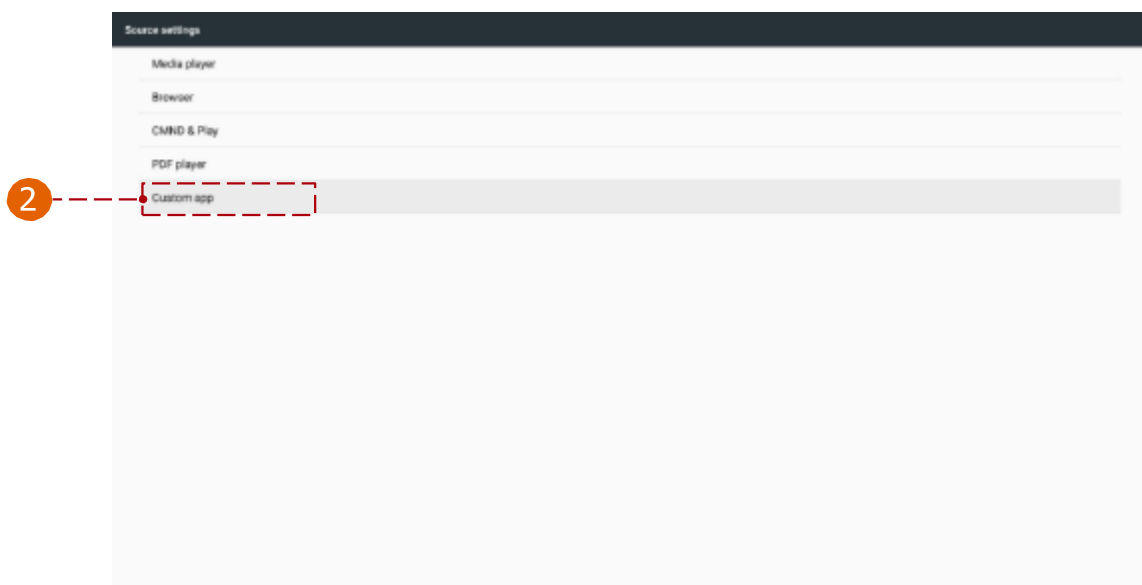 Source settings
Media player
Browser
CMND & Play
PDF player
2
Custom app